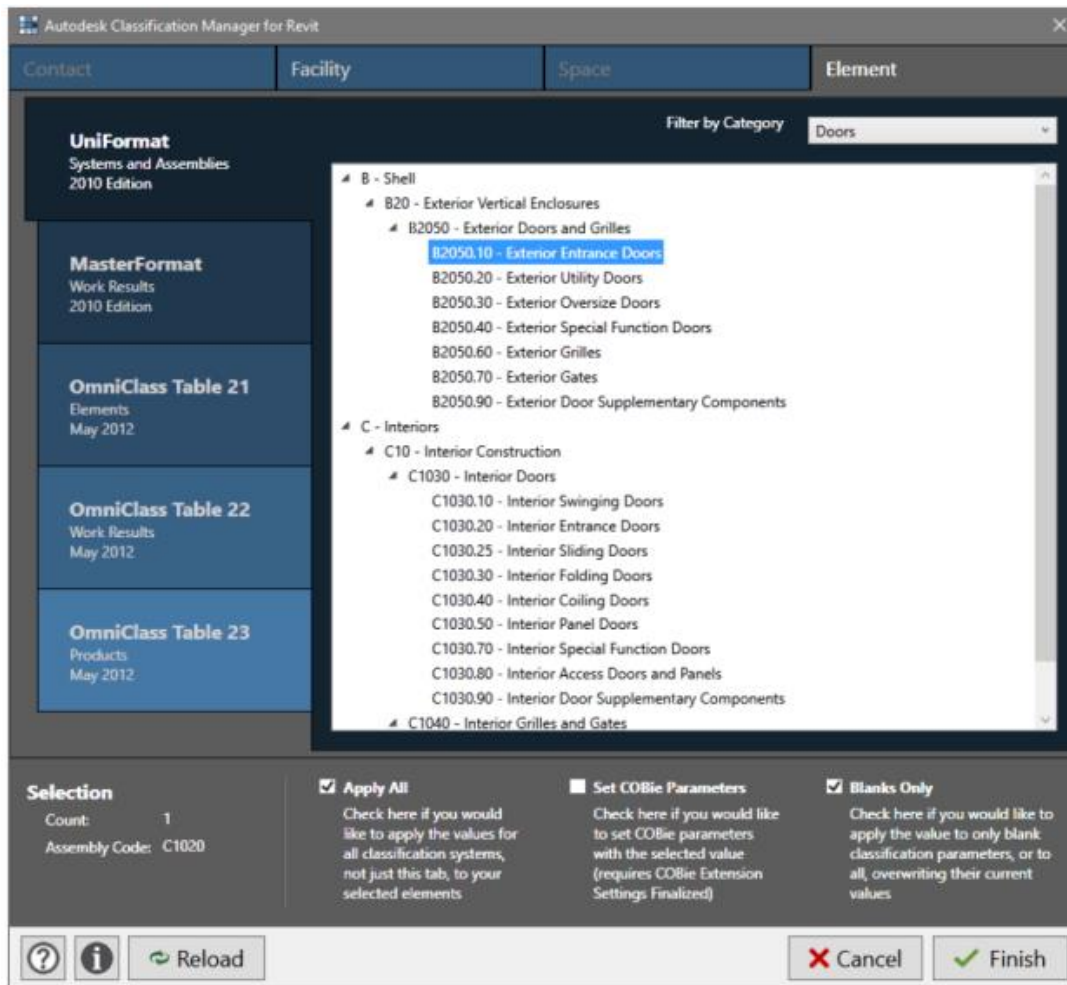 Autodesk Classification Manager for Revit
Contact
Facility
Space
Element
UniFormat
Systems and Assemblies
2010 Edition
MasterFormat
Work Results
2010 Edition
OmniClass Table 21
Elements
May 2012
OmniClass Table 22
Work Results
May 2012
OmniClass Table 23
Products
May 2012
Filter by Category
Doors
B - Shell
B20 - Exterior Vertical Enclosures
B2050 - Exterior Doors and Grilles
B2050.10 - Exterior Entrance Doors
B2050.20 - Exterior Utility Doors
B2050.30 - Exterior Oversize Doors
B2050.40 - Exterior Special Function Doors
B2050.60 - Exterior Grilles
B2050.70 - Exterior Gates
B2050.90 - Exterior Door Supplementary Components
C - Interiors
C10 - Interior Construction
C1030 - Interior Doors
C1030.10 - Interior Swinging Doors
C1030.20 - Interior Entrance Doors
C1030.25 - Interior Sliding Doors
C1030.30 - Interior Folding Doors
C1030.40 - Interior Coiling Doors
C1030.50 - Interior Panel Doors
C1030.70 - Interior Special Function Doors
C1030.80 - Interior Access Doors and Panels
C1030.90 - Interior Door Supplementary Components
C1040 - Interior Grilles and Gates
Selection
Count: 1
Assembly Code: C1020
Apply All
Check here if you would
like to apply the values for
all classification systems,
not just this tab, to your
selected elements
Set COBie Parameters
Check here if you would like
to set COBie parameters
with the selected value
(requires COBie Extension
Settings Finalized)
Blanks Only
Check here if you would like to
apply the value to only blank
classification parameters, or to
all, overwriting their current
values
Reload
Cancel
Finish